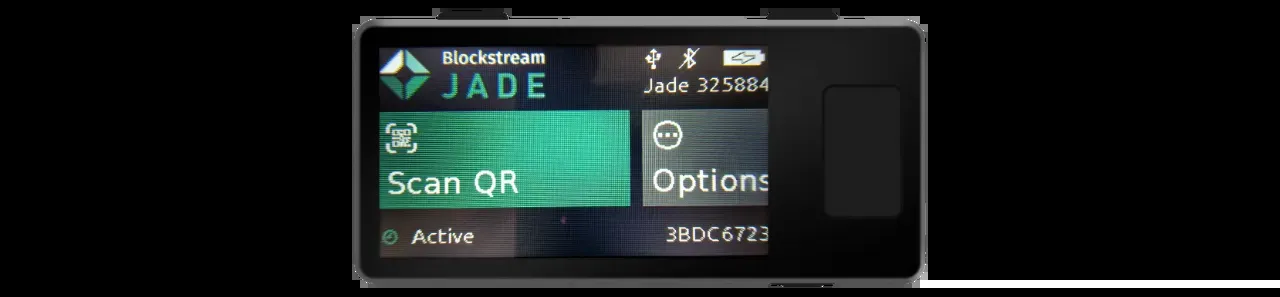 Blockstream
JADE
Jade 325884
Scan QR
Options
Active
3BDC6723